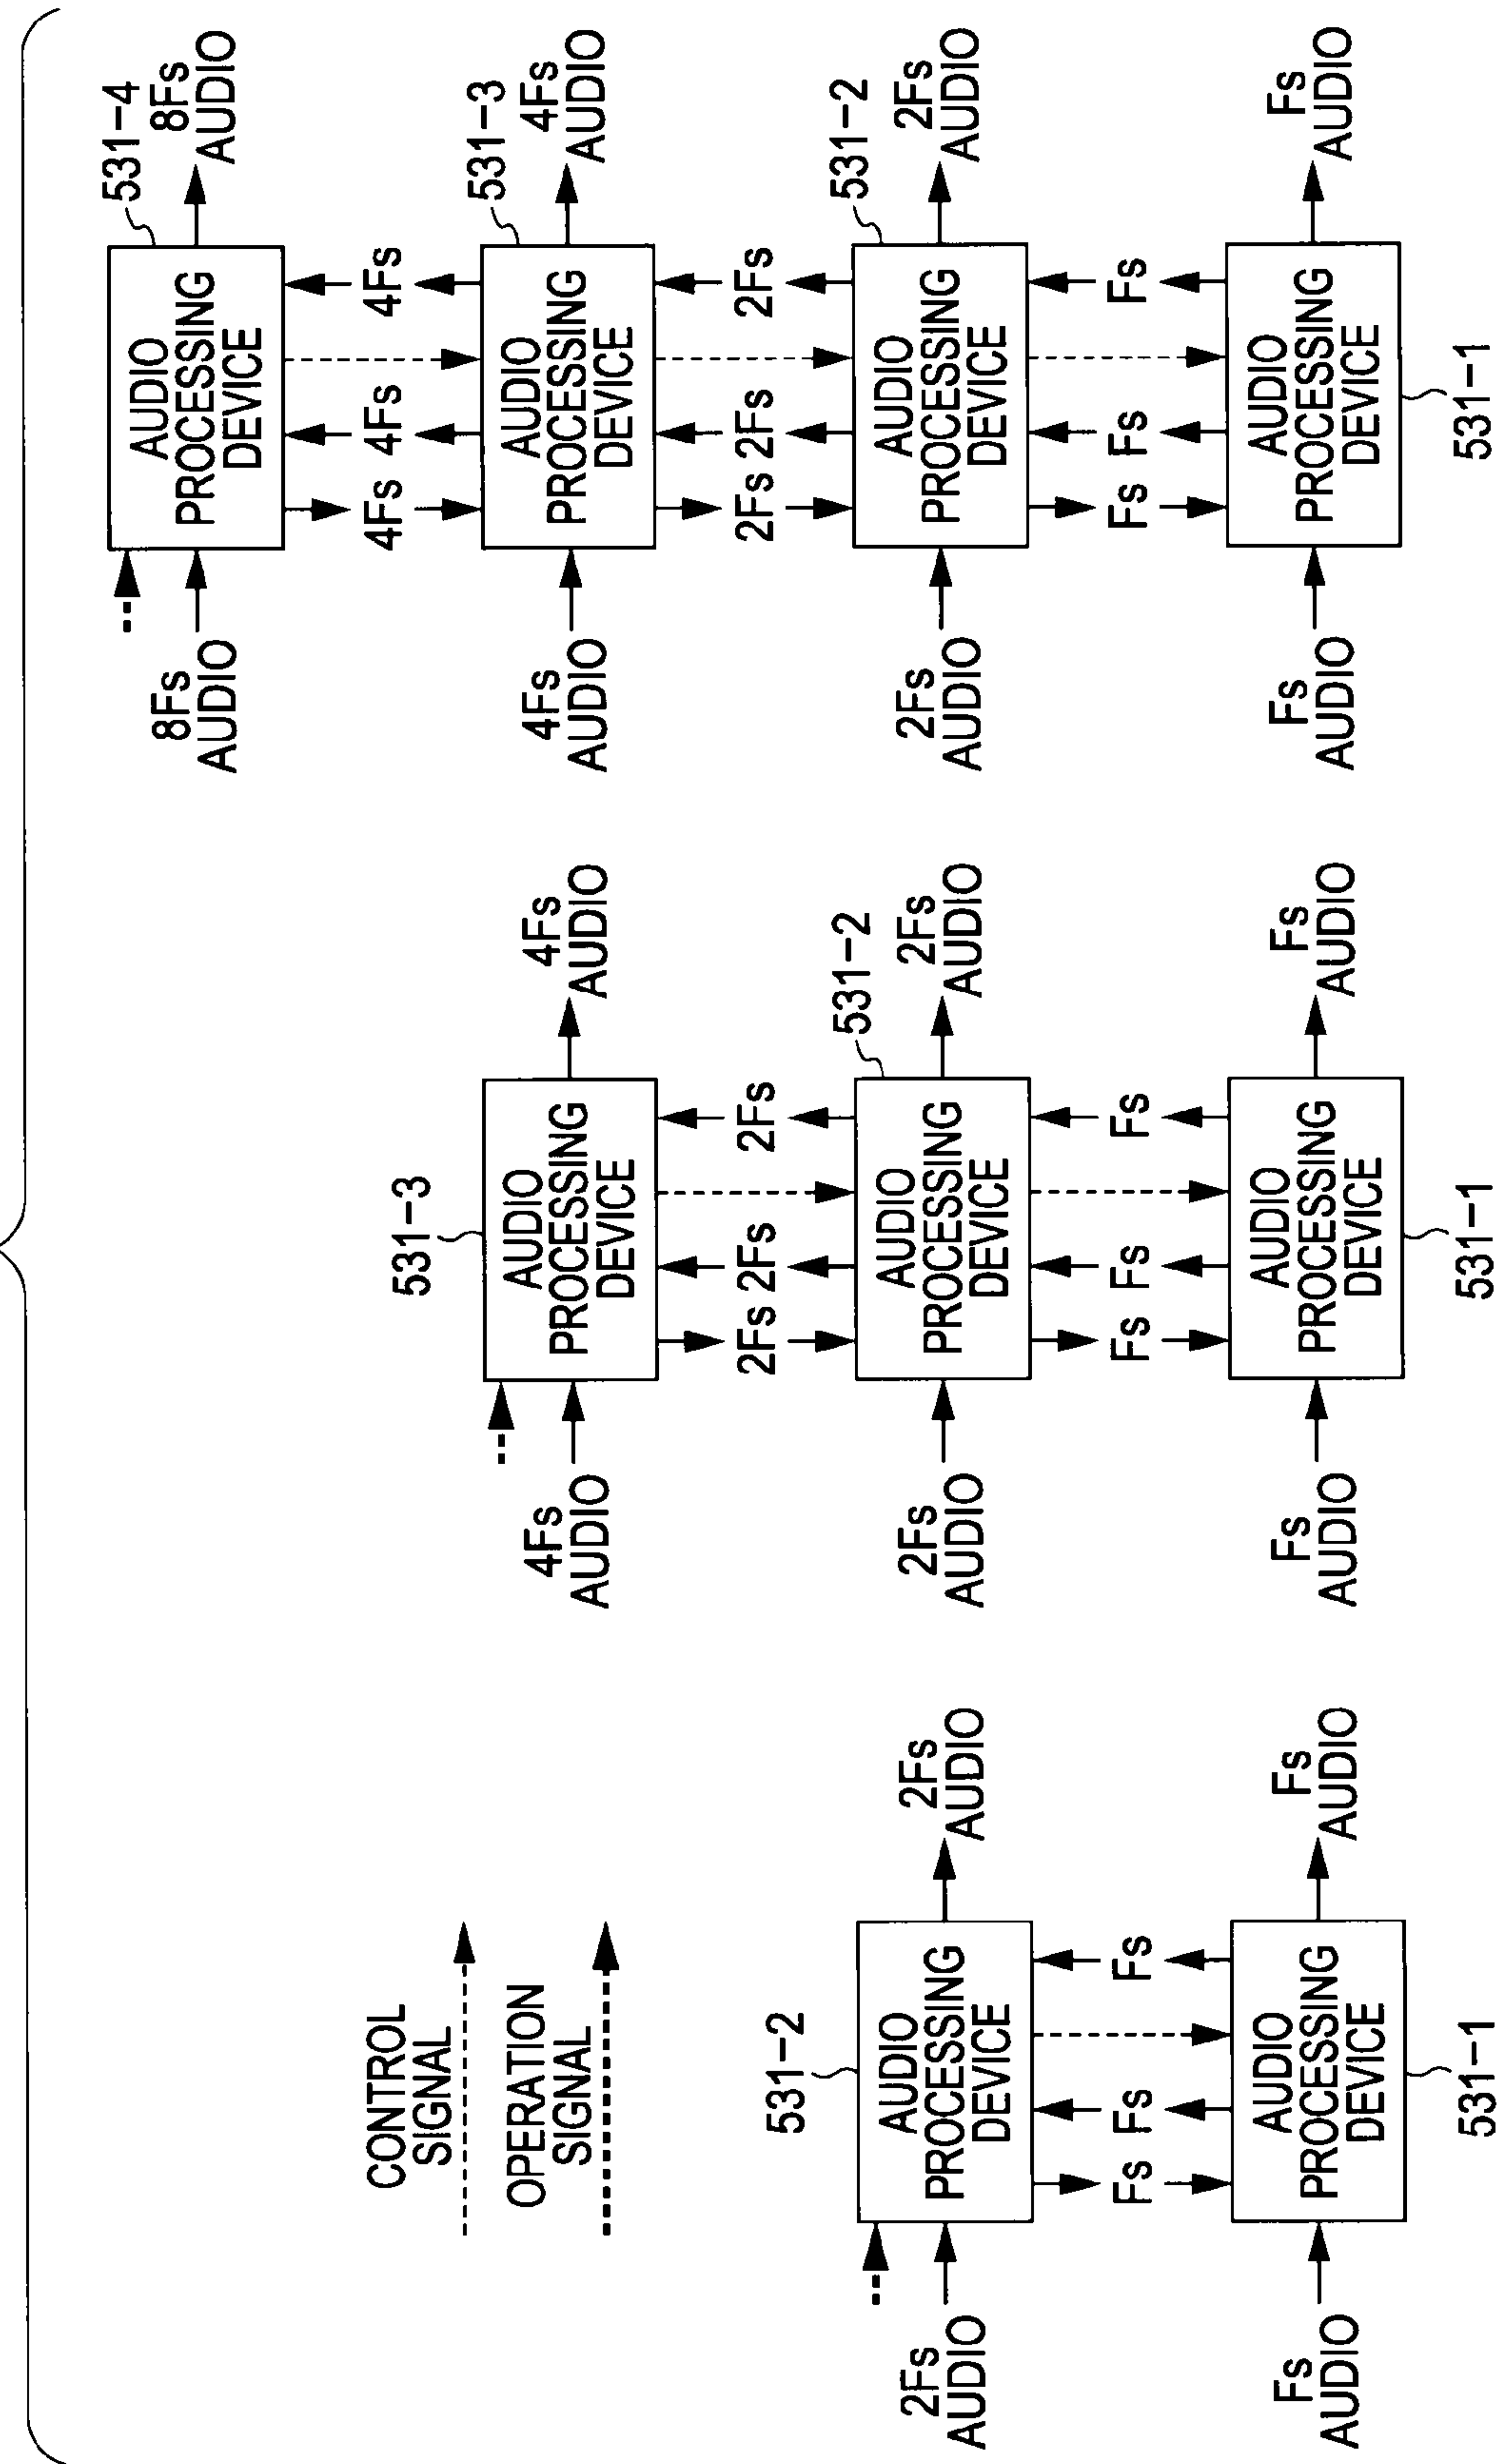 CONTROL
SIGNAL
OPERATION
SIGNAL
531-2
2Fs
AUDIO
AUDIO
PROCESSING
DEVICE
2Fs
AUDIO
Fs
Fs
Fs
Fs
AUDIO
AUDIO
PROCESSING
DEVICE
Fs
AUDIO
531-1
531-3
4Fs
AUDIO
AUDIO
PROCESSING
DEVICE
4Fs
AUDIO
2Fs
2Fs
2Fs
531-2
2Fs
AUDIO
AUDIO
PROCESSING
DEVICE
2Fs
AUDIO
Fs
Fs
Fs
Fs
AUDIO
AUDIO
PROCESSING
DEVICE
Fs
AUDIO
531-1
531-4
8Fs
AUDIO
AUDIO
PROCESSING
DEVICE
8Fs
AUDIO
4Fs
4Fs
4Fs
531-3
4Fs
AUDIO
AUDIO
PROCESSING
DEVICE
4Fs
AUDIO
2Fs
2Fs
2Fs
531-2
2Fs
AUDIO
AUDIO
PROCESSING
DEVICE
2Fs
AUDIO
Fs
Fs
Fs
Fs
AUDIO
AUDIO
PROCESSING
DEVICE
Fs
AUDIO
531-1